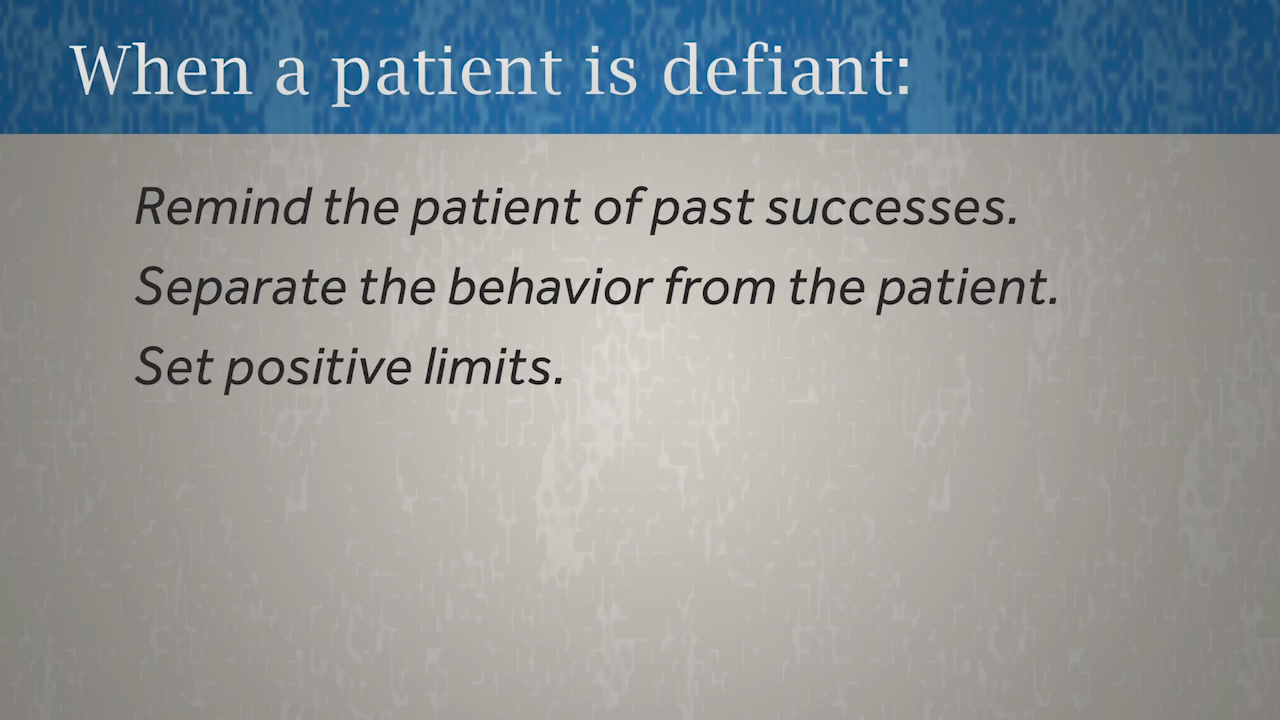 When a patient is defiant:
Remind the patient of past successes.
Separate the behavior from the patient.
Set positive limits.